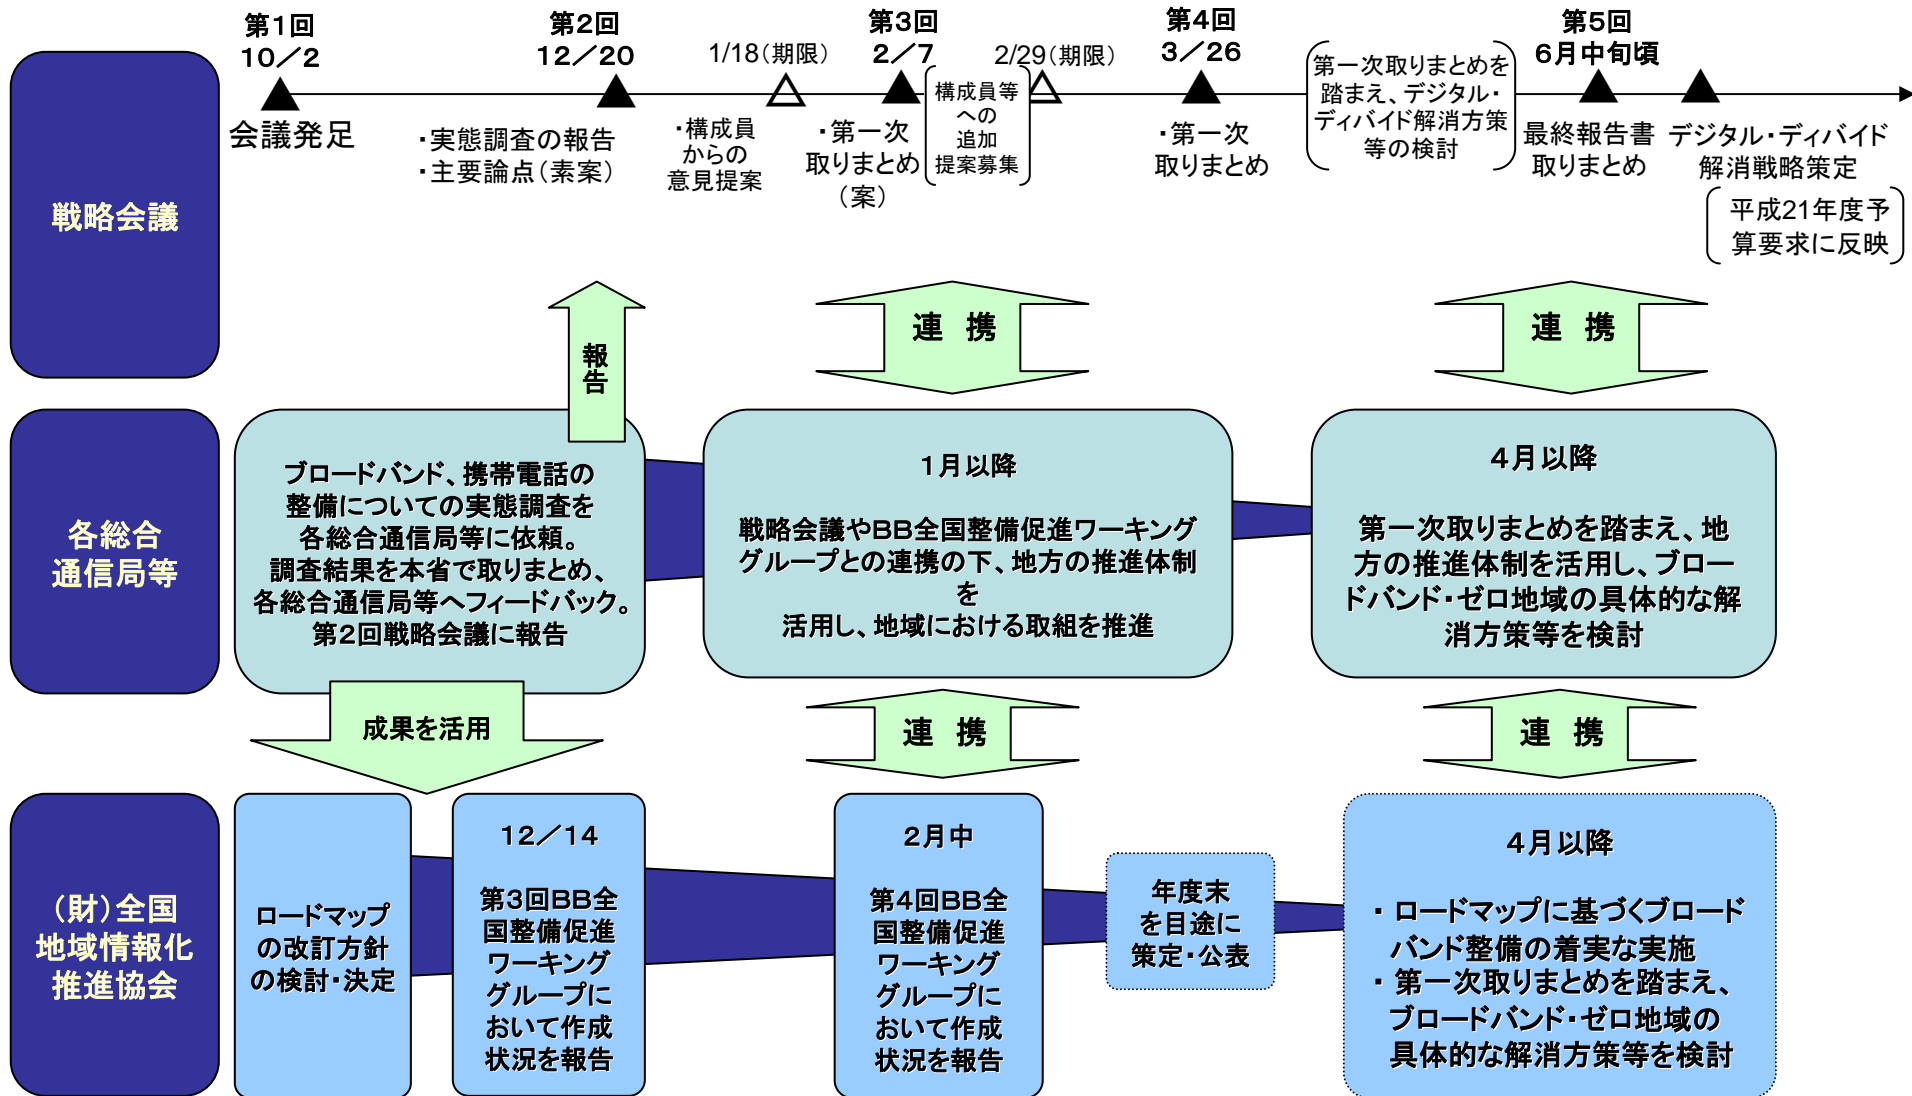 第1回
10／2
第2回
12／20
1/18（期限）
第3回
2／7
2/29（期限）
第4回
3／26
第5回
6月中旬頃
会議発足
・実態調査の報告
・主要論点（素案）
・構成員
からの
意見提案
・第一次
取りまとめ
（案）
構成員等
への
追加
提案募集
・第一次
取りまとめ
第一次取りまとめを
踏まえ、デジタル・
ディバイド解消方策
等の検討
最終報告書
取りまとめ
デジタル・ディバイド
解消戦略策定
平成21年度予
算要求に反映
戦略会議
報
告
連 携
連 携
各総合
通信局等
ブロードバンド、携帯電話の
整備についての実態調査を
各総合通信局等に依頼。
調査結果を本省で取りまとめ、
各総合通信局等へフィードバック。
第2回戦略会議に報告
1月以降
戦略会議やBB全国整備促進ワーキング
グループとの連携の下、地方の推進体制
を
活用し、地域における取組を推進
4月以降
第一次取りまとめを踏まえ、地
方の推進体制を活用し、ブロー
ドバンド・ゼロ地域の具体的な解
消方策等を検討
成果を活用
連 携
連 携
（財）全国
地域情報化
推進協会
ロードマップ
の改訂方針
の検討・決定
12／14
第3回BB全
国整備促進
ワーキング
グループに
おいて作成
状況を報告
2月中
第4回BB全
国整備促進
ワーキング
グループに
おいて作成
状況を報告
年度末
を目途に
策定・公表
4月以降
・ ロードマップに基づくブロード
バンド整備の着実な実施
・ 第一次取りまとめを踏まえ、
ブロードバンド・ゼロ地域の
具体的な解消方策等を検討